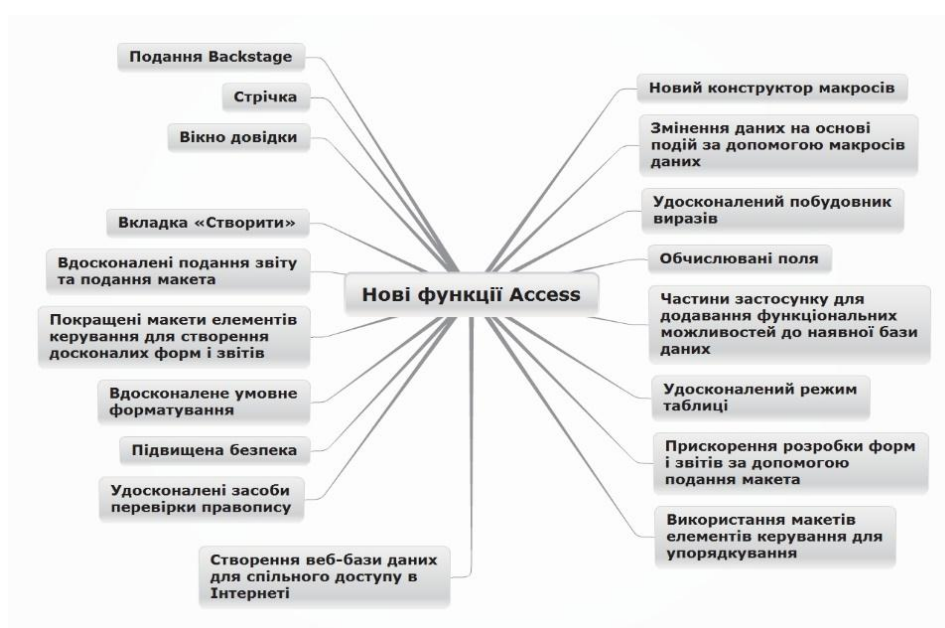 Подання Backstage
Стрічка
Вікно довідки
Вкладка «Створити»
Вдосконалені подання звіту
та подання макета
Покращені макети елементів
керування для створення
досконалих форм і звітів
Вдосконалене умовне
форматування
Підвищена безпека
Удосконалені засоби
перевірки правопису
Створення веб-бази даних
для спільного доступу в
Інтернеті
Нові функції Access
Новий конструктор макросів
Змінення даних на основі
подій за допомогою макросів
даних
Удосконалений побудовник
виразів
Обчислювані поля
Частини застосунку для
додавання функціональних
можливостей до наявної бази
даних
Удосконалений режим
таблиці
Прискорення розробки форм
і звітів за допомогою
подання макета
Використання макетів
елементів керування для
упорядкування